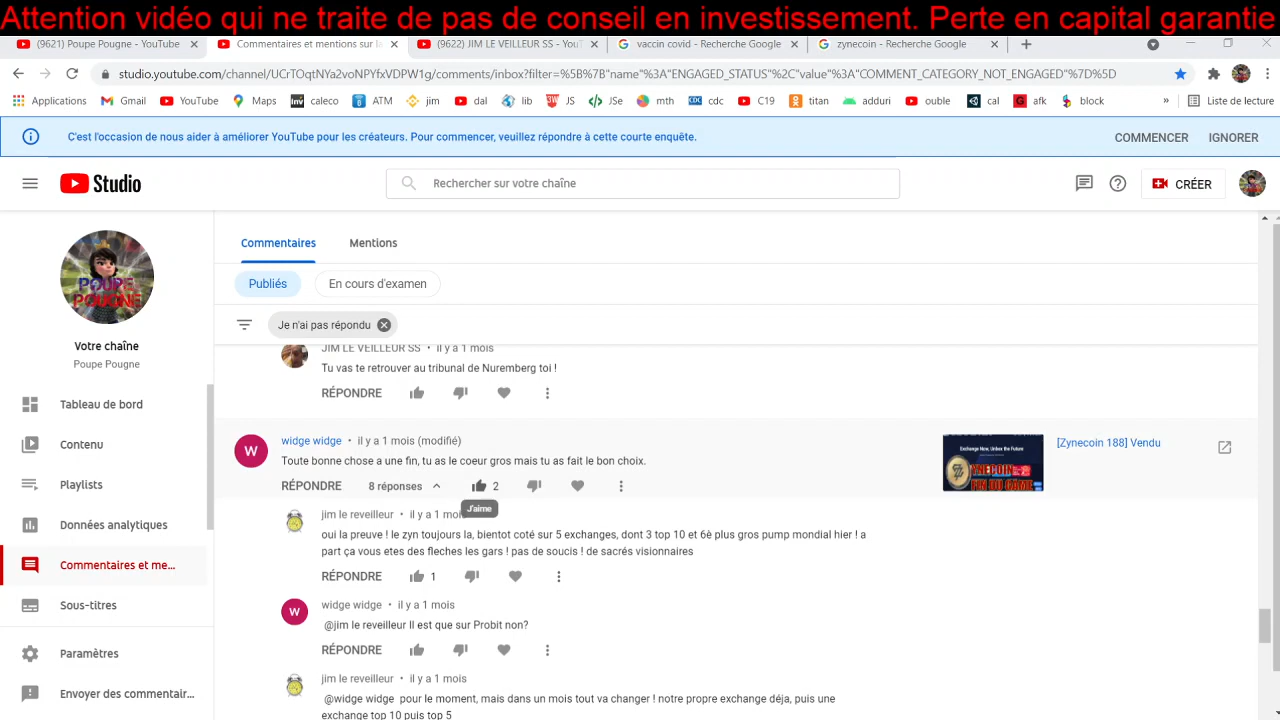 Attention vidéo qui ne traite de pas de conseil en investissement. Perte en capital garantie
(9621) Poupe Pougne - YouTube
Commentaires et mentions sur la
(9622) JIM LE VEILLEUR SS - YouT
vaccin covid - Recherche Google
zynecoin - Recherche Google
studio.youtube.com/channel/UCrTOqtNYa2voNPYfxVDPW1g/comments/inbox?filter=%5B%7B"name"%3A"ENGAGED_STATUS"%2C"value"%3A"COMMENT_CATEGORY_NOT_ENGAGED"%7D%5D
Applications Gmail YouTube Maps caleco ATM jim dal lib JS JSe mth cdc C19 titan adduri ouble cal afk block » Liste de lecture
C'est l'occasion de nous aider à améliorer YouTube pour les créateurs. Pour commencer, veuillez répondre à cette courte enquête.
COMMENCER IGNORER
Studio
Rechercher sur votre chaîne
CRÉER
POUPE
POUGNE
Votre chaîne
Poupe Pougne
Tableau de bord
Contenu
Playlists
Données analytiques
Commentaires et me...
Sous-titres
Paramètres
Envoyer des commentair...
Commentaires Mentions
Publiés En cours d'examen
Je n'ai pas répondu
JIM LE VEILLEUR SS • il y a 1 mois
Tu vas te retrouver au tribunal de Nuremberg toi !
RÉPONDRE
W
widge widge • il y a 1 mois (modifié)
Toute bonne chose a une fin, tu as le coeur gros mais tu as fait le bon choix.
RÉPONDRE 8 réponses 2
J'aime
Exchange Now, Unbox the Future
ZYNECOIN
FIN DU GAME
[Zynecoin 188] Vendu
jim le reveilleur • il y a 1 moi
oui la preuve ! le zyn toujours la, bientot coté sur 5 exchanges, dont 3 top 10 et 6è plus gros pump mondial hier ! a
part ça vous etes des fleches les gars ! pas de soucis ! de sacrés visionnaires
RÉPONDRE 1
W
widge widge • il y a 1 mois
@jim le reveilleur Il est que sur Probit non?
RÉPONDRE
jim le reveilleur • il y a 1 mois
@widge widge pour le moment, mais dans un mois tout va changer ! notre propre exchange déja, puis une
exchange top 10 puis top 5